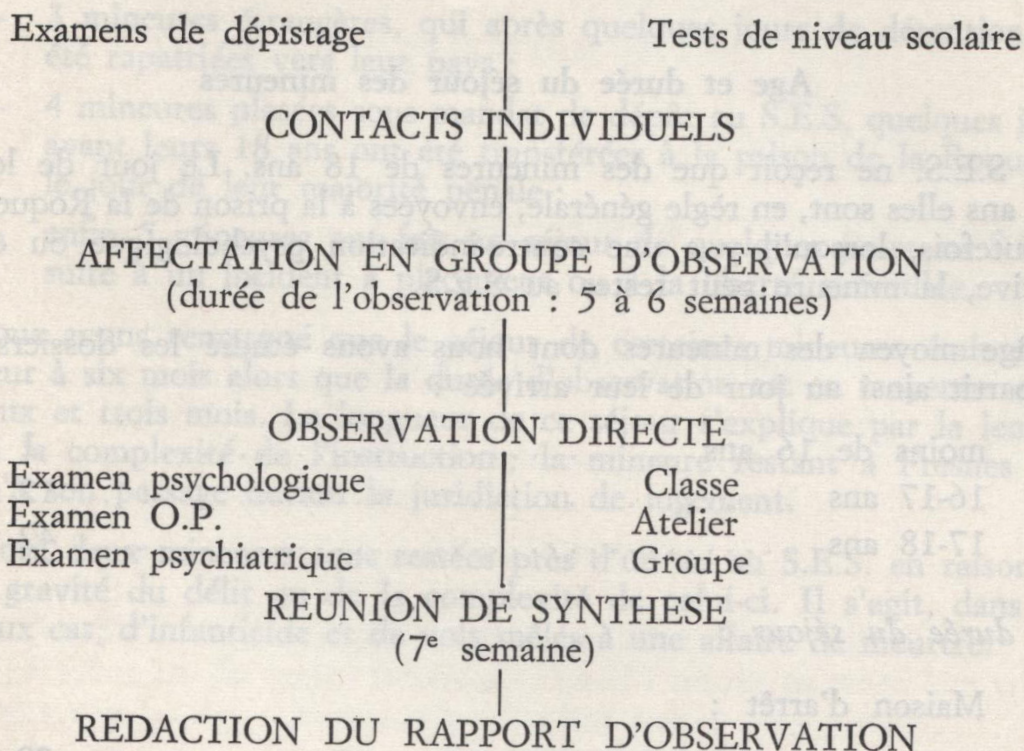 Examens de dépistage Tests de niveau scolaire
CONTACTS INDIVIDUELS
AFFECTATION EN GROUPE D'OBSERVATION
(durée de l'observation : 5 à 6 semaines)
OBSERVATION DIRECTE
Examen psychologique Classe
Examen O.P. Atelier
Examen psychiatrique Groupe
REUNION DE SYNTHESE
(7e semaine)
REDACTION DU RAPPORT D'OBSERVATION